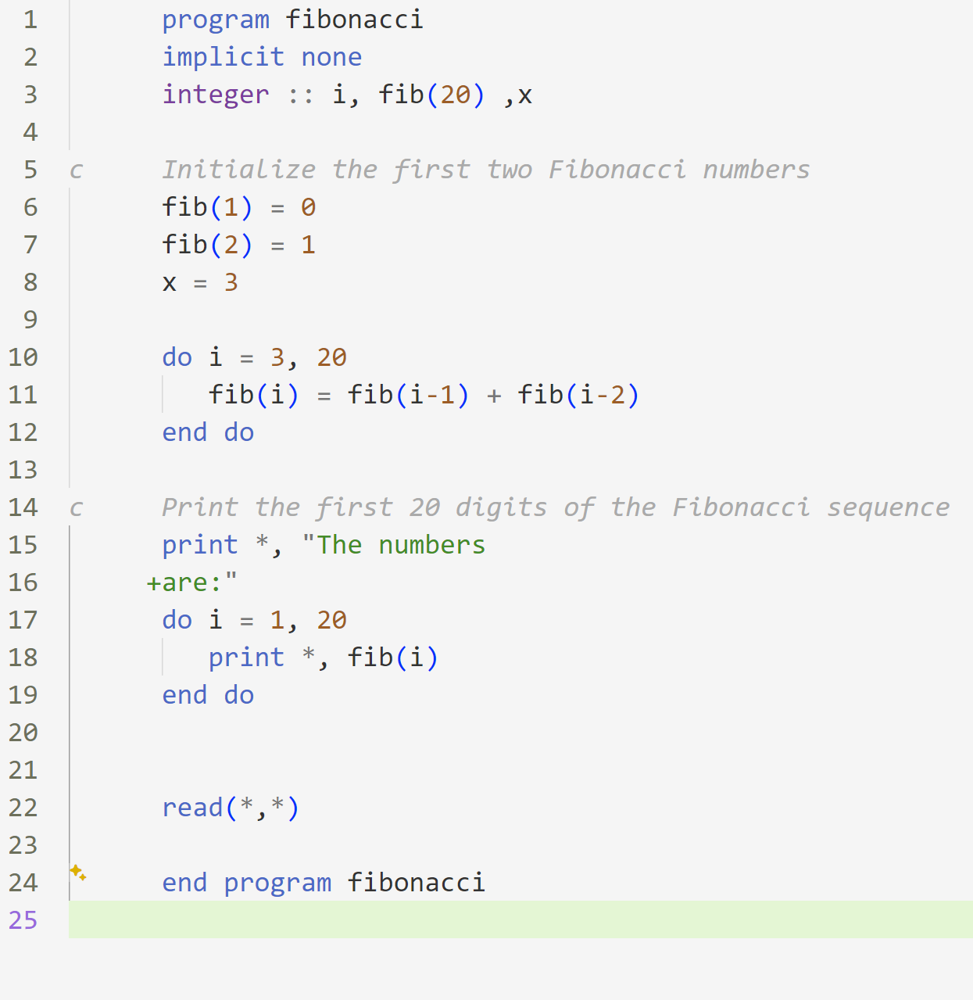 1      program fibonacci
2      implicit none
3      integer :: i, fib(20) ,x
4
5 c     Initialize the first two Fibonacci numbers
6      fib(1) = 0
7      fib(2) = 1
8      x = 3
9
10      do i = 3, 20
11         fib(i) = fib(i-1) + fib(i-2)
12      end do
13
14 c     Print the first 20 digits of the Fibonacci sequence
15      print *, "The numbers
16     +are:"
17      do i = 1, 20
18         print *, fib(i)
19      end do
20
21
22      read(*,*)
23
24      end program fibonacci
25